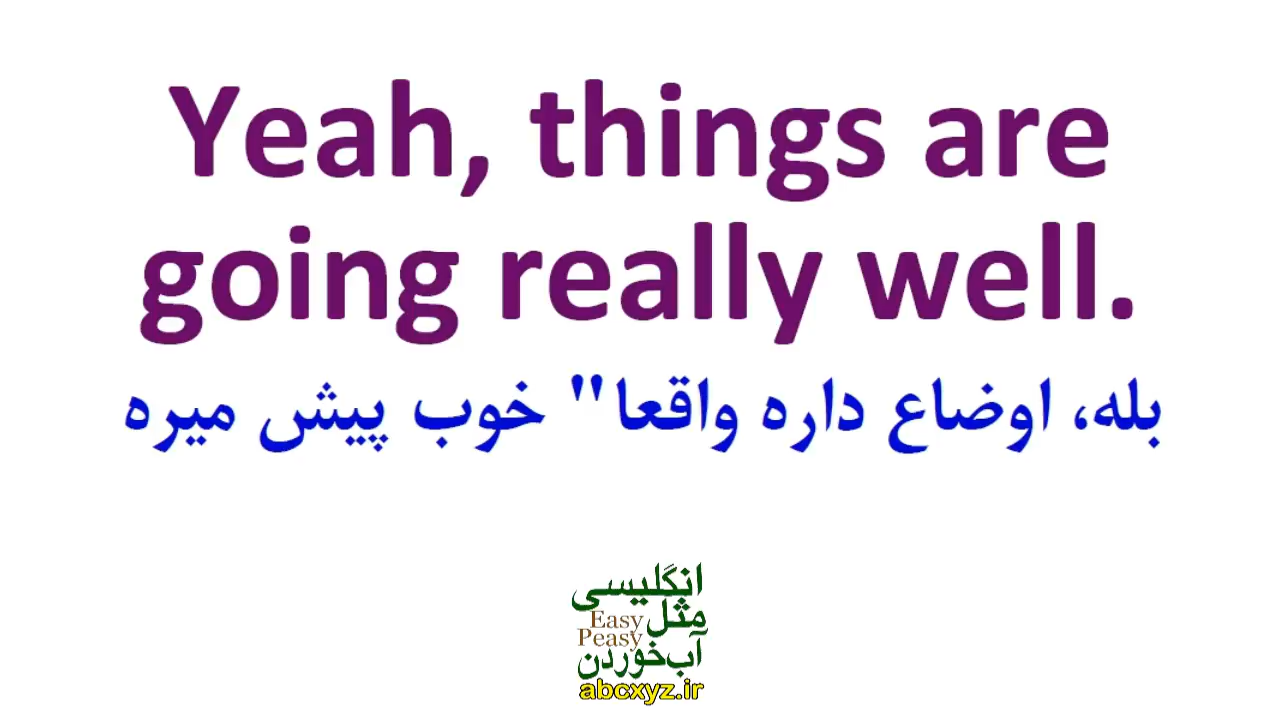 Yeah, things are
going really well.
بله، اوضاع داره واقعا" خوب پیش میره
انگلیسی
مثل
Easy
Peasy
آب‌خوردن
abcxyz.ir